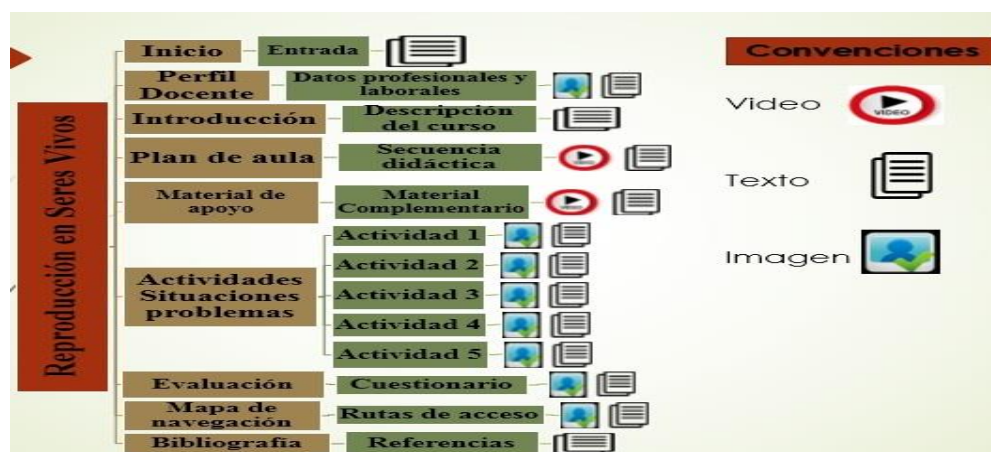 Reproducción en Seres Vivos
Inicio
Entrada
Perfil
Docente
Datos profesionales y
laborales
Introducción
Descripción
del curso
Plan de aula
Secuencia
didáctica
VIDEO
Material de
apoyo
Material
Complementario
VIDEO
Actividades
Situaciones
problemas
Actividad 1
Actividad 2
Actividad 3
Actividad 4
Actividad 5
Evaluación
Cuestionario
Mapa de
navegación
Rutas de acceso
Bibliografía
Referencias
Convenciones
Video
VIDEO
Texto
Imagen